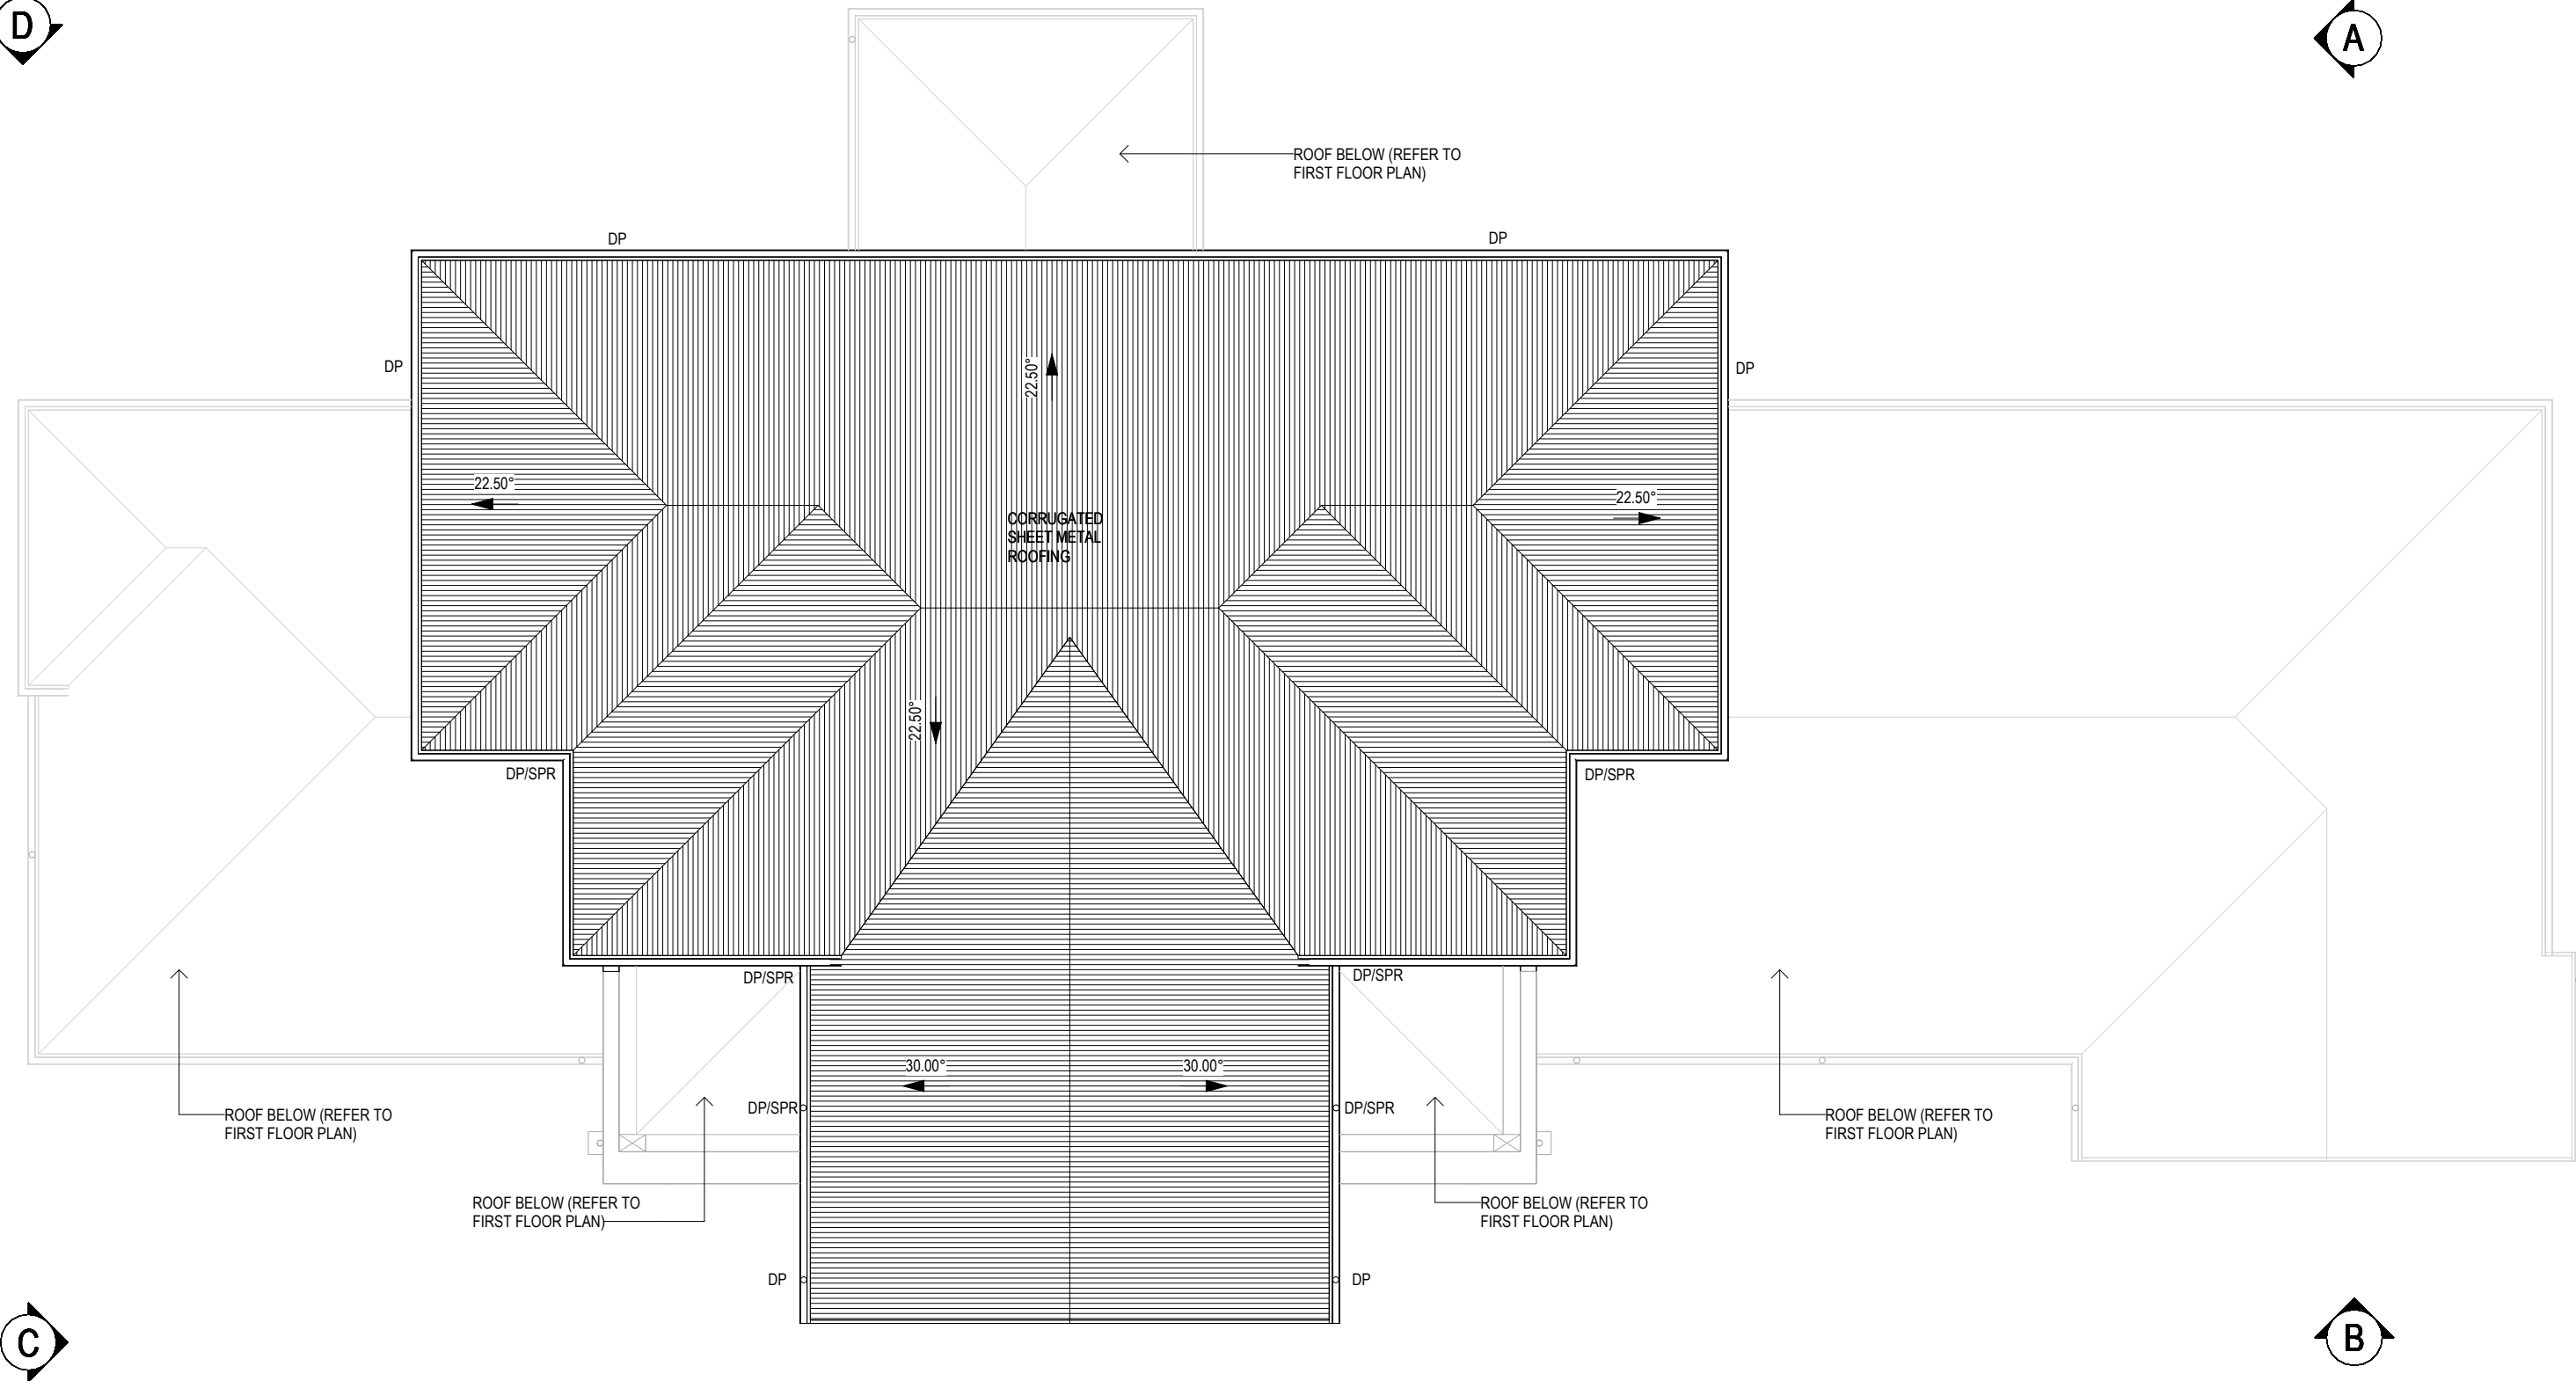 D
A
ROOF BELOW (REFER TO
FIRST FLOOR PLAN)
DP
DP
DP
DP
22.50°
22.50°
22.50°
CORRUGATED
SHEET METAL
ROOFING
22.50°
DP/SPR
DP/SPR
DP/SPR
DP/SPR
30.00°
30.00°
DP/SPR
DP/SPR
ROOF BELOW (REFER TO
FIRST FLOOR PLAN)
ROOF BELOW (REFER TO
FIRST FLOOR PLAN)
ROOF BELOW (REFER TO
FIRST FLOOR PLAN)
ROOF BELOW (REFER TO
FIRST FLOOR PLAN)
DP
DP
C
B